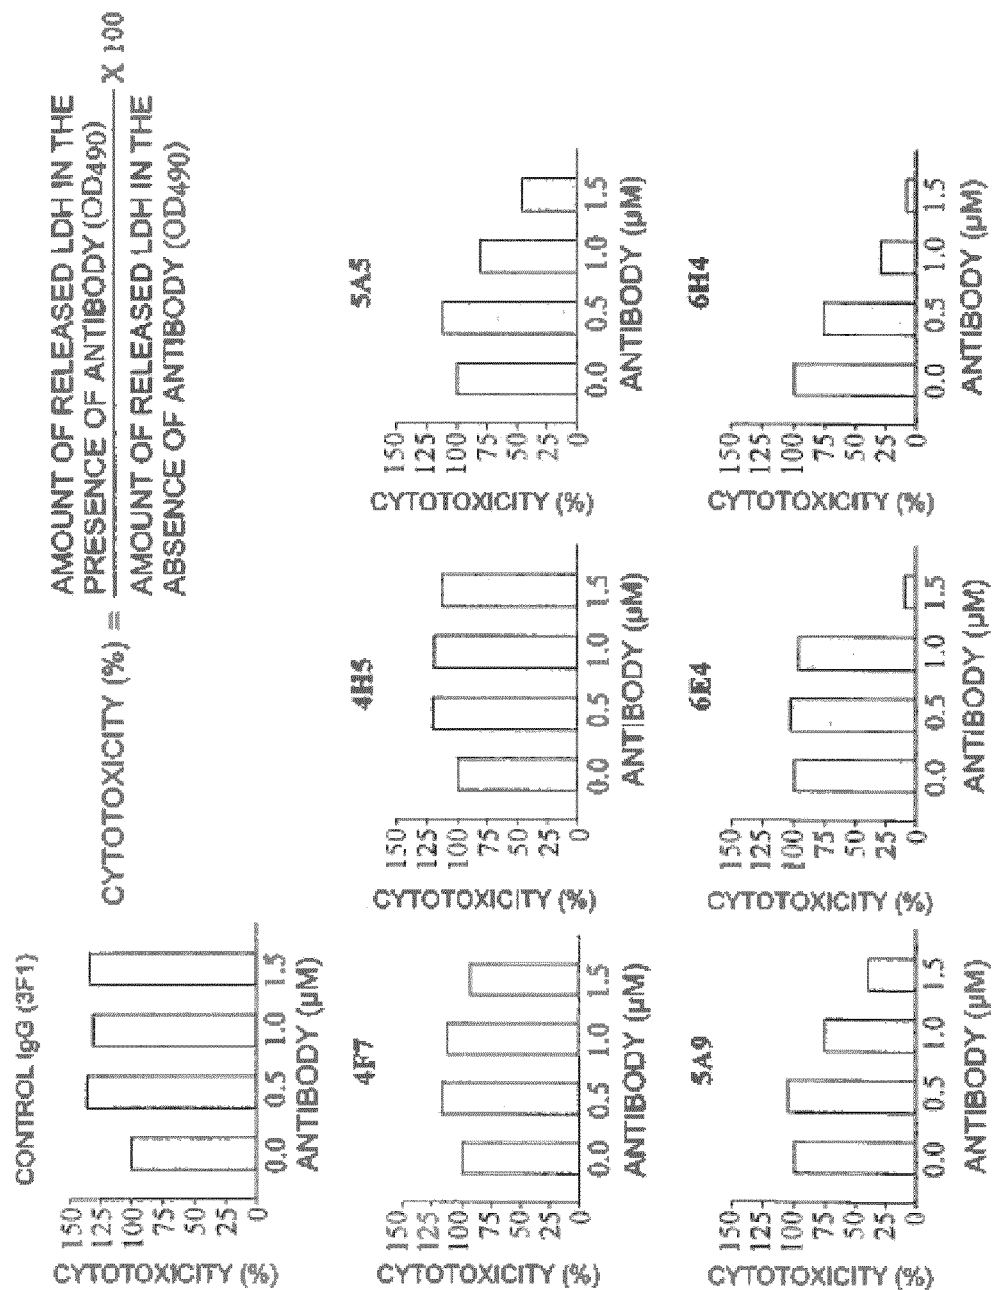 CONTROL IgG (3F1)
CYTOTOXICITY (%)
150
125
100
75
50
25
0
0.0 0.5 1.0 1.5
ANTIBODY (µM)
CYTOTOXICITY (%) =
AMOUNT OF RELEASED LDH IN THE
PRESENCE OF ANTIBODY (OD490)
AMOUNT OF RELEASED LDH IN THE
ABSENCE OF ANTIBODY (OD490)
X 100
4F7
CYTOTOXICITY (%)
150
125
100
75
50
25
0
0.0 0.5 1.0 1.5
ANTIBODY (µM)
4H5
CYTOTOXICITY (%)
150
125
100
75
50
25
0
0.0 0.5 1.0 1.5
ANTIBODY (µM)
5A5
CYTOTOXICITY (%)
150
125
100
75
50
25
0
0.0 0.5 1.0 1.5
ANTIBODY (µM)
5A9
CYTOTOXICITY (%)
150
125
100
75
50
25
0
0.0 0.5 1.0 1.5
ANTIBODY (µM)
6E4
CYTOTOXICITY (%)
150
125
100
75
50
25
0
0.0 0.5 1.0 1.5
ANTIBODY (µM)
6H4
CYTOTOXICITY (%)
150
125
100
75
50
25
0
0.0 0.5 1.0 1.5
ANTIBODY (µM)